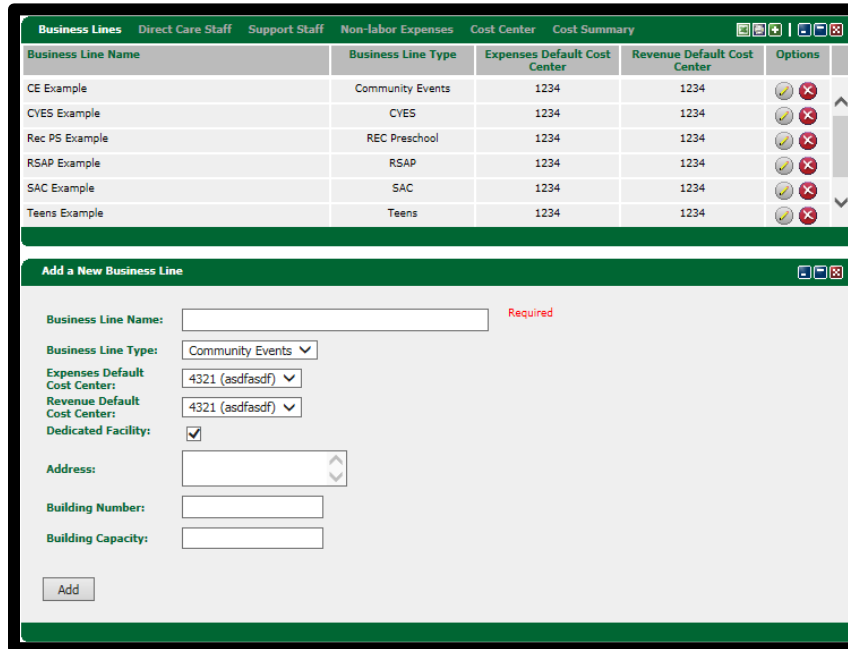 Business Lines Direct Care Staff Support Staff Non-labor Expenses Cost Center Cost Summary
Business Line Name Business Line Type Expenses Default Cost Center Revenue Default Cost Center Options
CE Example Community Events 1234 1234
CYES Example CYES 1234 1234
Rec PS Example REC Preschool 1234 1234
RSAP Example RSAP 1234 1234
SAC Example SAC 1234 1234
Teens Example Teens 1234 1234
Add a New Business Line
Business Line Name: Required
Business Line Type: Community Events
Expenses Default
Cost Center: 4321 (asdfasdf)
Revenue Default
Cost Center: 4321 (asdfasdf)
Dedicated Facility:
Address:
Building Number:
Building Capacity:
Add